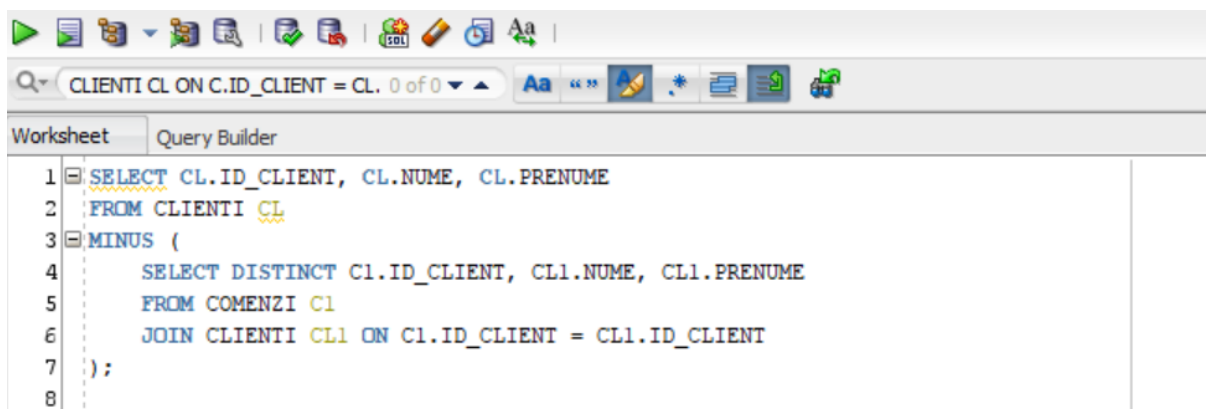 SQL
CLIENTI CL ON C.ID_CLIENT = CL. 0 of 0 Aa “ ” .*
Worksheet Query Builder
1 SELECT CL.ID_CLIENT, CL.NUME, CL.PRENUME
2 FROM CLIENTI CL
3 MINUS (
4 SELECT DISTINCT C1.ID_CLIENT, CL1.NUME, CL1.PRENUME
5 FROM COMENZI C1
6 JOIN CLIENTI CL1 ON C1.ID_CLIENT = CL1.ID_CLIENT
7 );
8